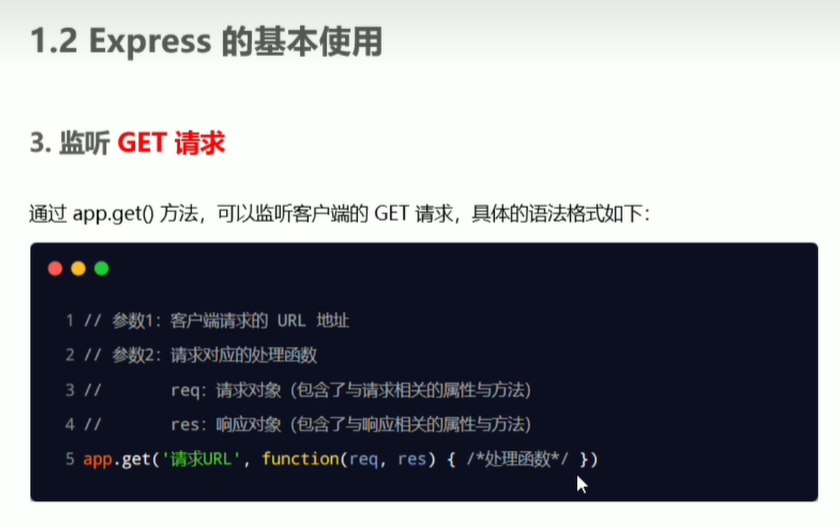 1.2 Express 的基本使用
3. 监听 GET 请求
通过 app.get() 方法，可以监听客户端的 GET 请求，具体的语法格式如下：
1 // 参数1：客户端请求的 URL 地址
2 // 参数2：请求对应的处理函数
3 //        req：请求对象（包含了与请求相关的属性与方法）
4 //        res：响应对象（包含了与响应相关的属性与方法）
5 app.get('请求URL', function(req, res) { /*处理函数*/ })